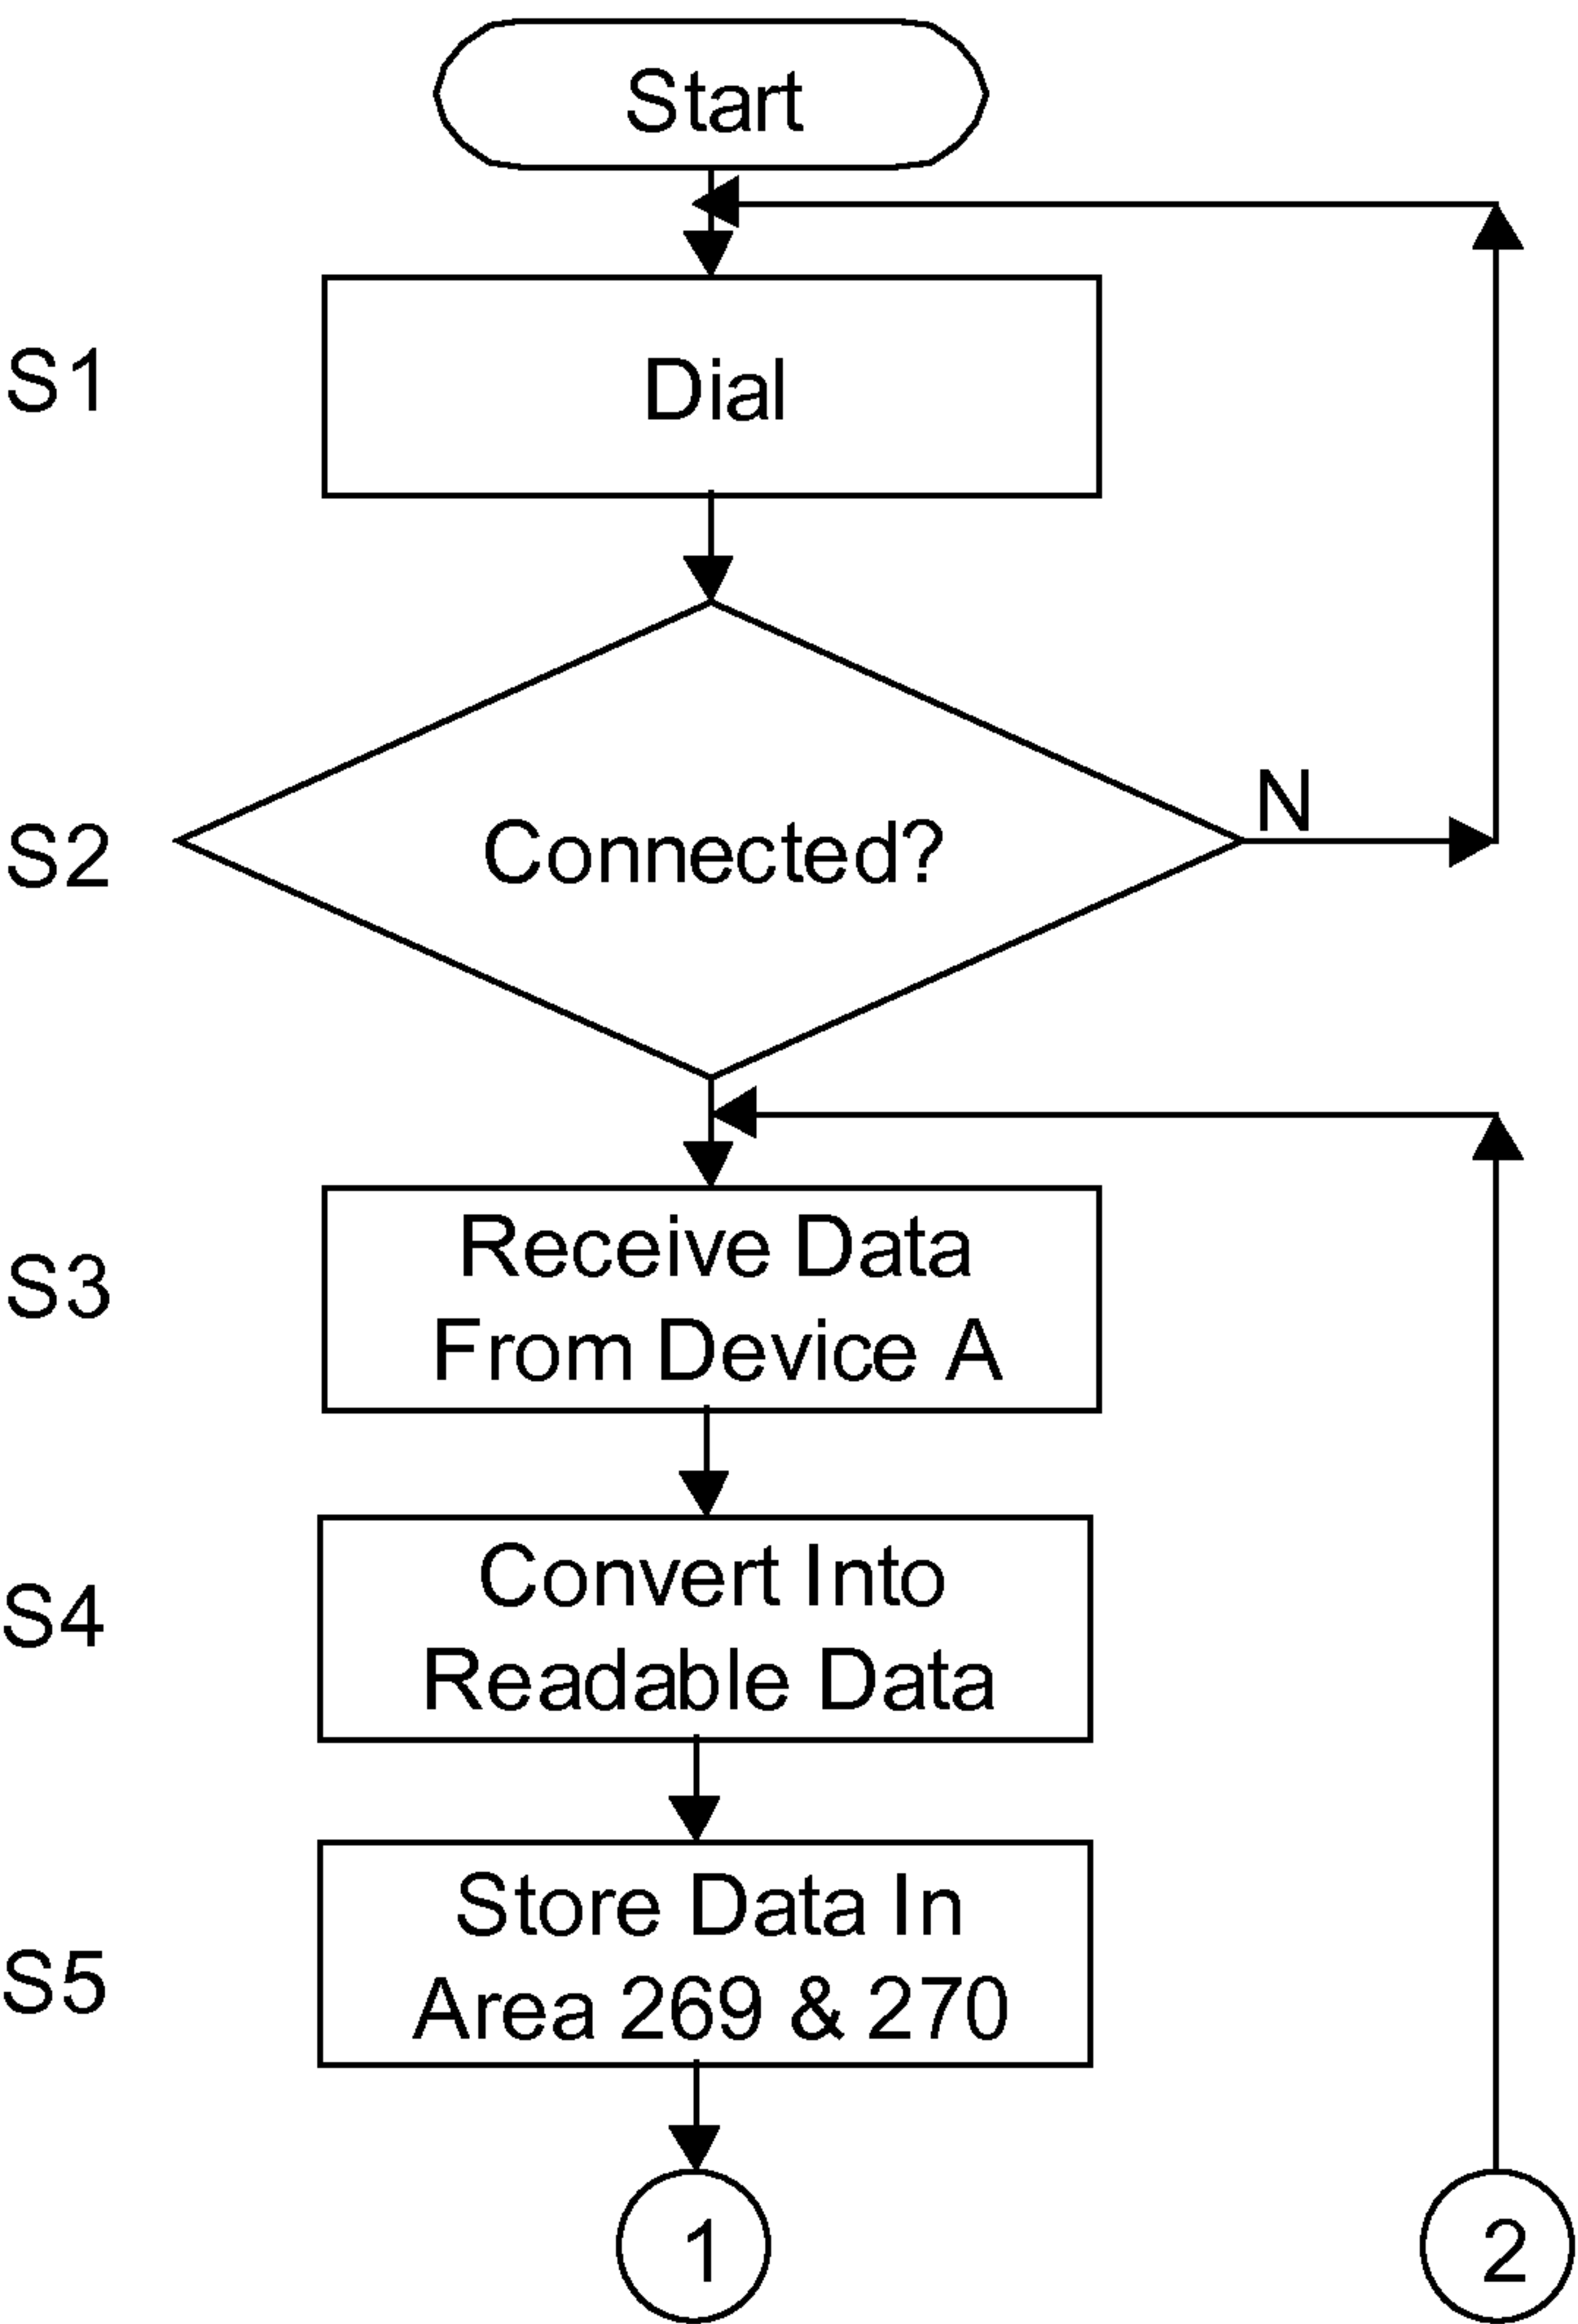 Start
S1
Dial
S2
Connected?
N
S3
Receive Data
From Device A
S4
Convert Into
Readable Data
S5
Store Data In
Area 269 & 270
1
2